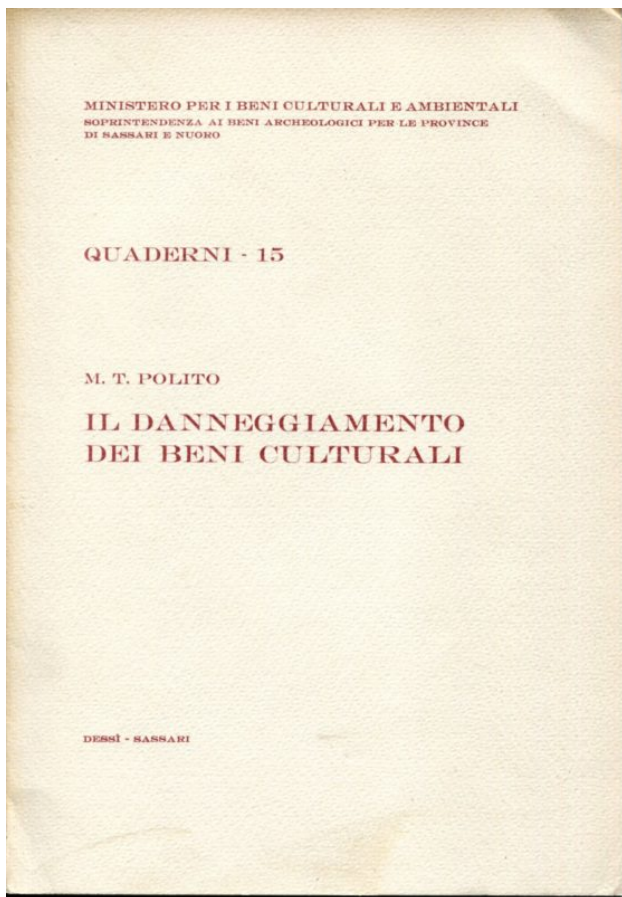 MINISTERO PER I BENI CULTURALI E AMBIENTALI
SOPRINTENDENZA AI BENI ARCHEOLOGICI PER LE PROVINCE
DI SASSARI E NUORO
QUADERNI - 15
M. T. POLITO
IL DANNEGGIAMENTO
DEI BENI CULTURALI
DESSÌ - SASSARI